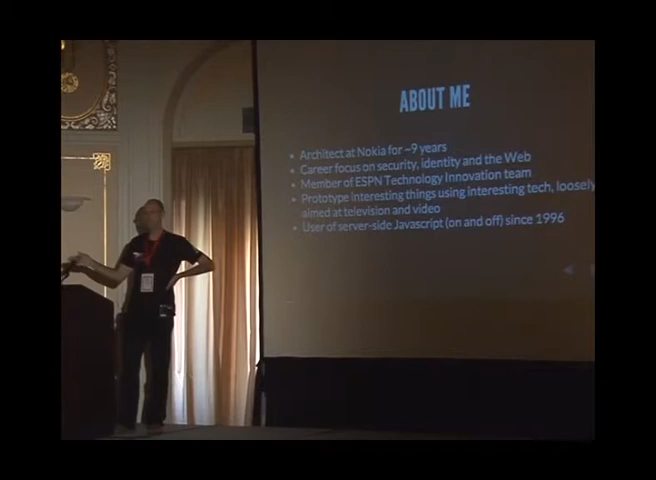 ABOUT ME
• Architect at Nokia for ~9 years
• Career focus on security, identity and the Web
• Member of ESPN Technology Innovation team
• Prototype interesting things using interesting tech, loosely
aimed at television and video
• User of server-side Javascript (on and off) since 1996